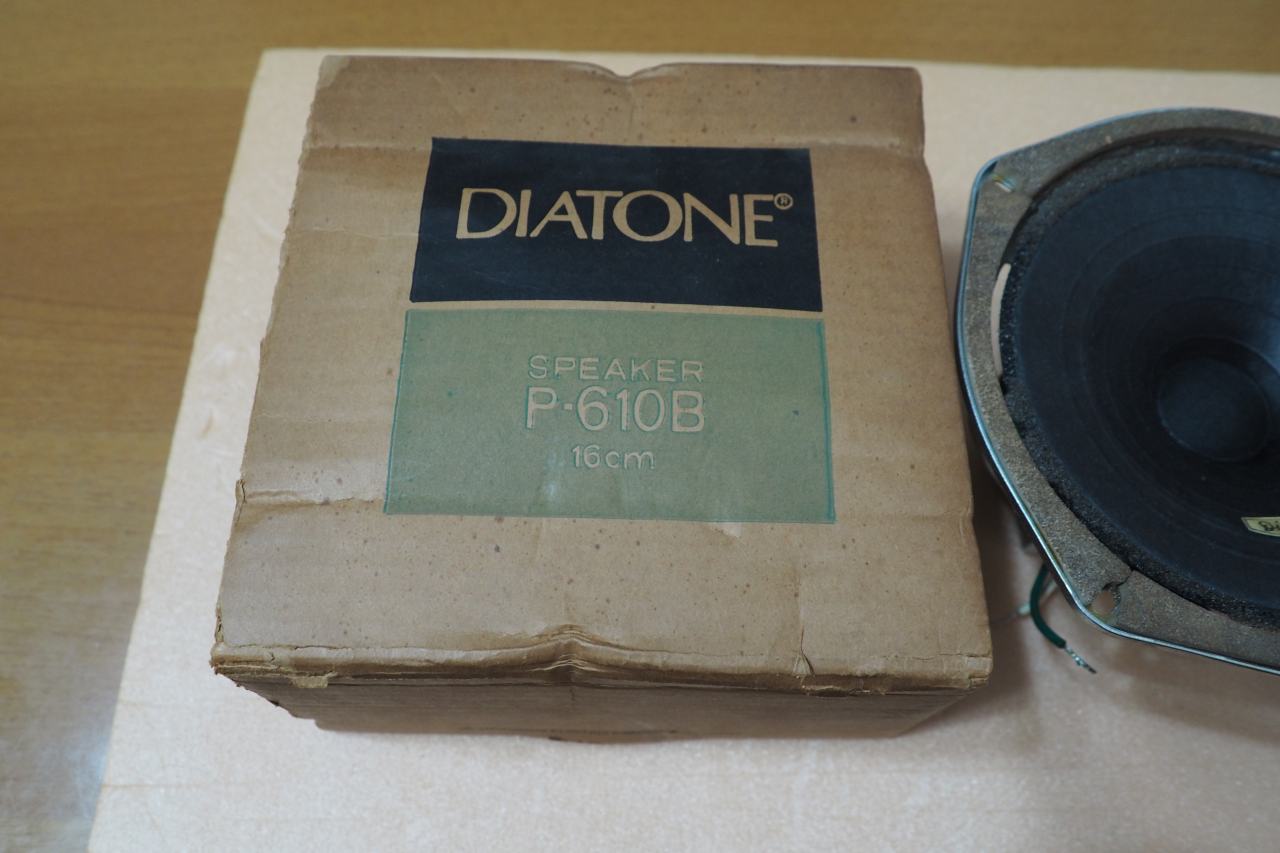 DIATONE®
SPEAKER
P-610B
16cm